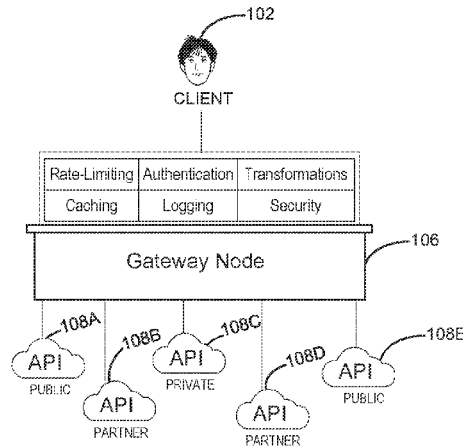 102
CLIENT
Rate-Limiting Authentication Transformations
Caching Logging Security
106
Gateway Node
108A
API
PUBLIC
108B
API
PARTNER
108C
API
PRIVATE
108D
API
PARTNER
108E
API
PUBLIC